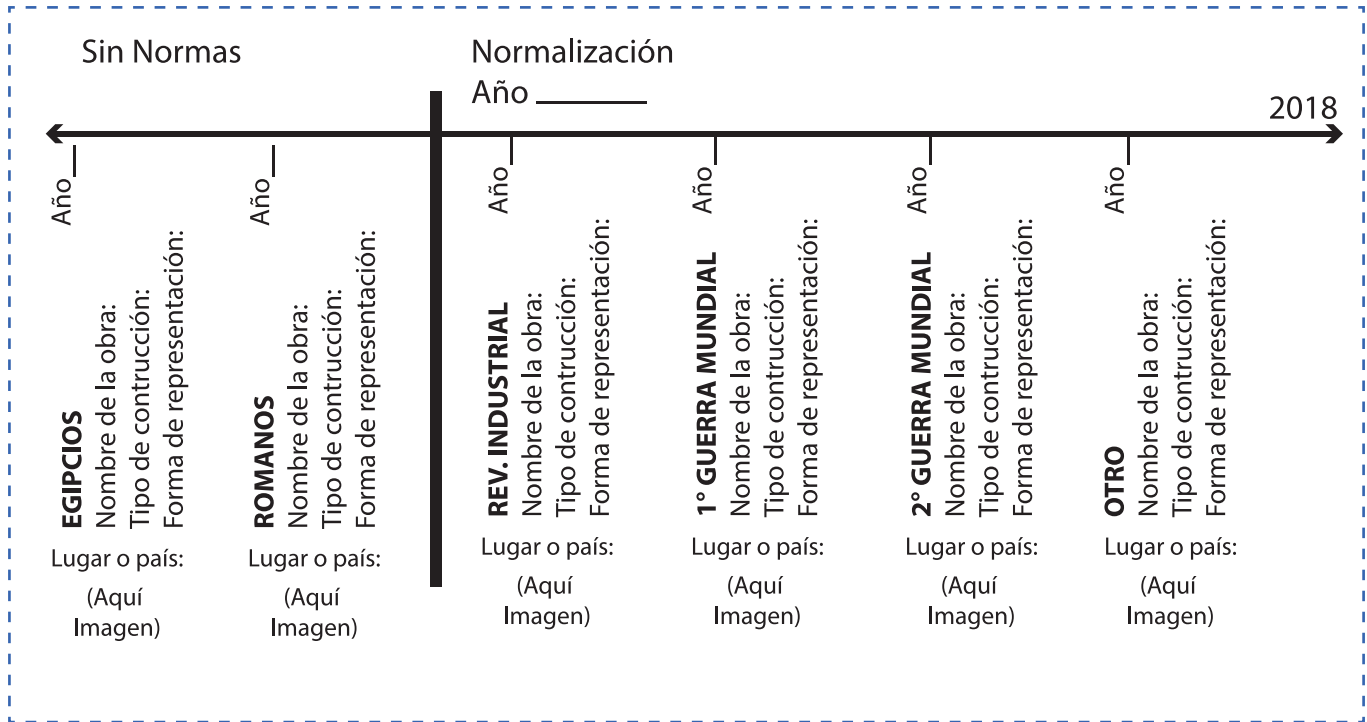 Sin Normas
Normalización
Año ________
2018
Año
EGIPCIOS
Nombre de la obra:
Tipo de contrucción:
Forma de representación:
Lugar o país:
(Aquí
Imagen)
Año
ROMANOS
Nombre de la obra:
Tipo de contrucción:
Forma de representación:
Lugar o país:
(Aquí
Imagen)
Año
REV. INDUSTRIAL
Nombre de la obra:
Tipo de contrucción:
Forma de representación:
Lugar o país:
(Aquí
Imagen)
Año
1° GUERRA MUNDIAL
Nombre de la obra:
Tipo de contrucción:
Forma de representación:
Lugar o país:
(Aquí
Imagen)
Año
2° GUERRA MUNDIAL
Nombre de la obra:
Tipo de contrucción:
Forma de representación:
Lugar o país:
(Aquí
Imagen)
Año
OTRO
Nombre de la obra:
Tipo de contrucción:
Forma de representación:
Lugar o país:
(Aquí
Imagen)